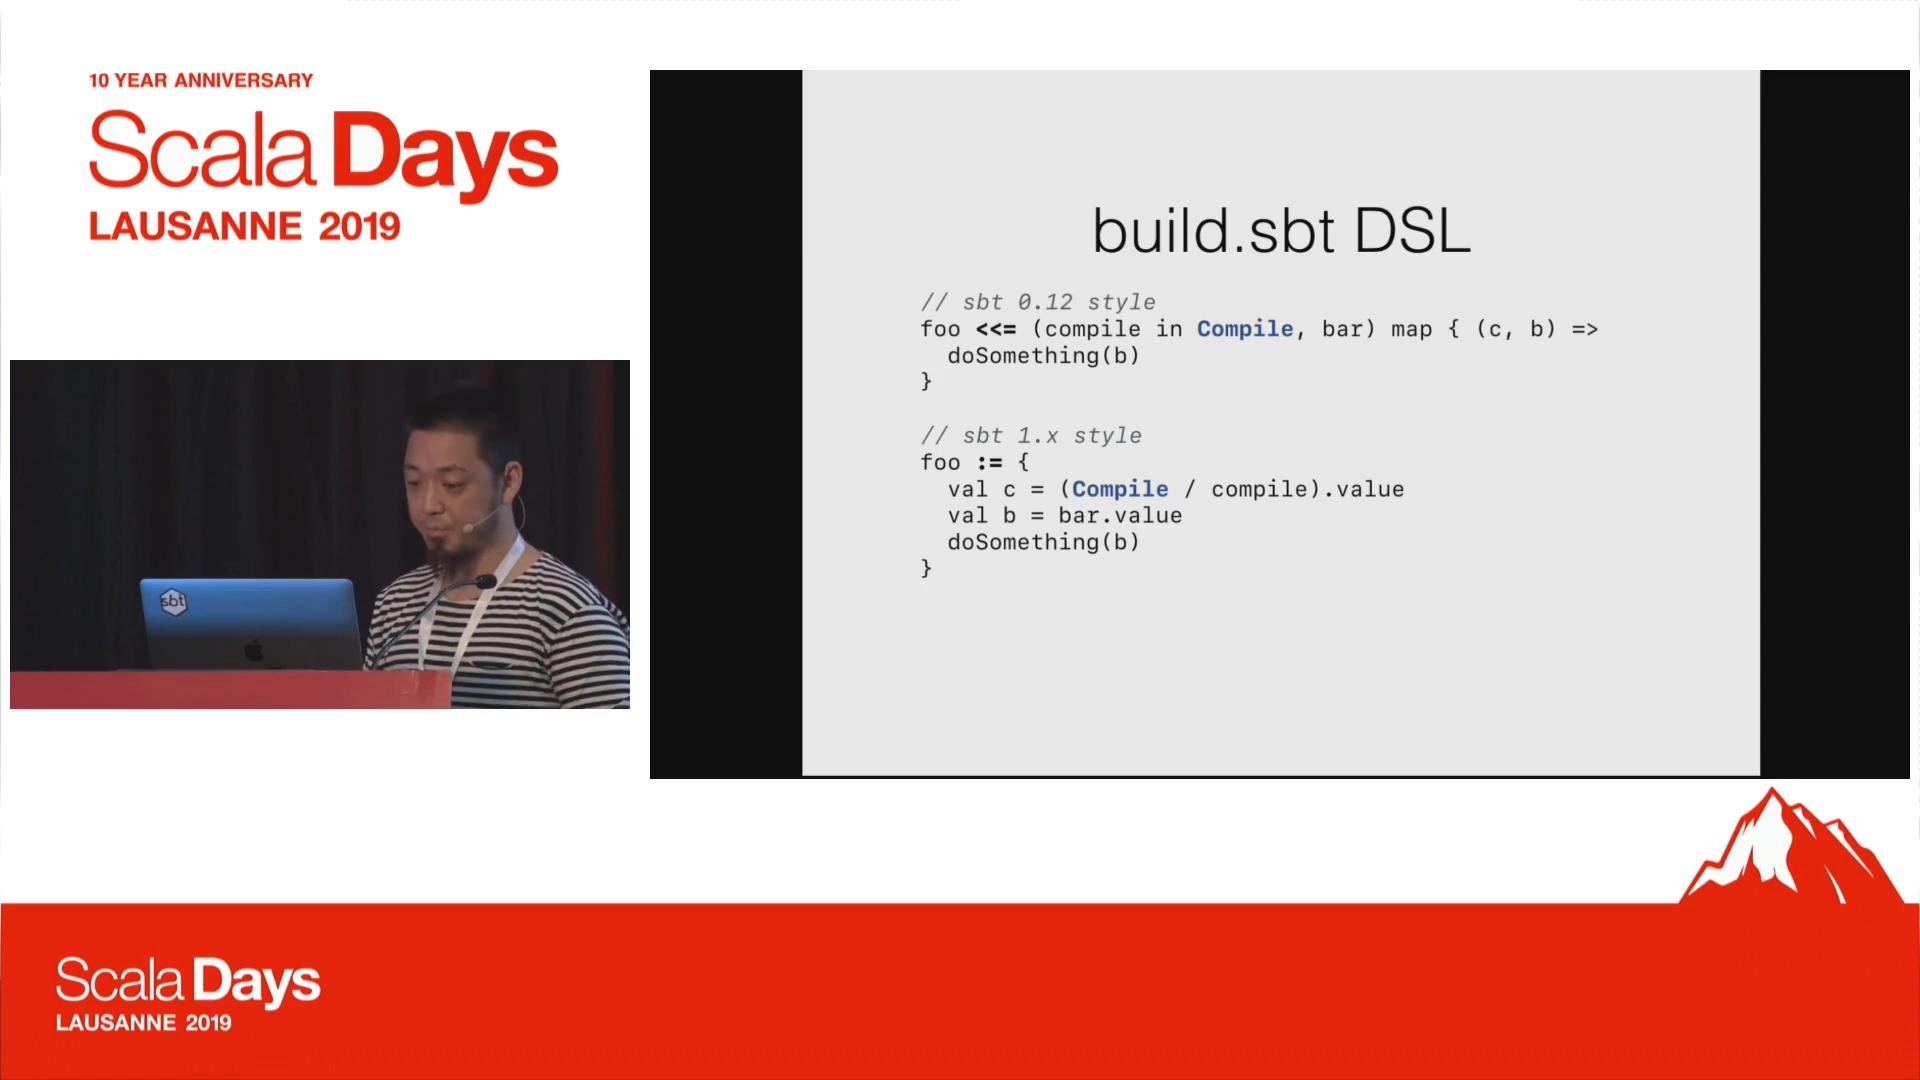 10 YEAR ANNIVERSARY
Scala Days
LAUSANNE 2019
sbt
build.sbt DSL
// sbt 0.12 style
foo <<= (compile in Compile, bar) map { (c, b) =>
  doSomething(b)
}
// sbt 1.x style
foo := {
  val c = (Compile / compile).value
  val b = bar.value
  doSomething(b)
}
Scala Days
LAUSANNE 2019